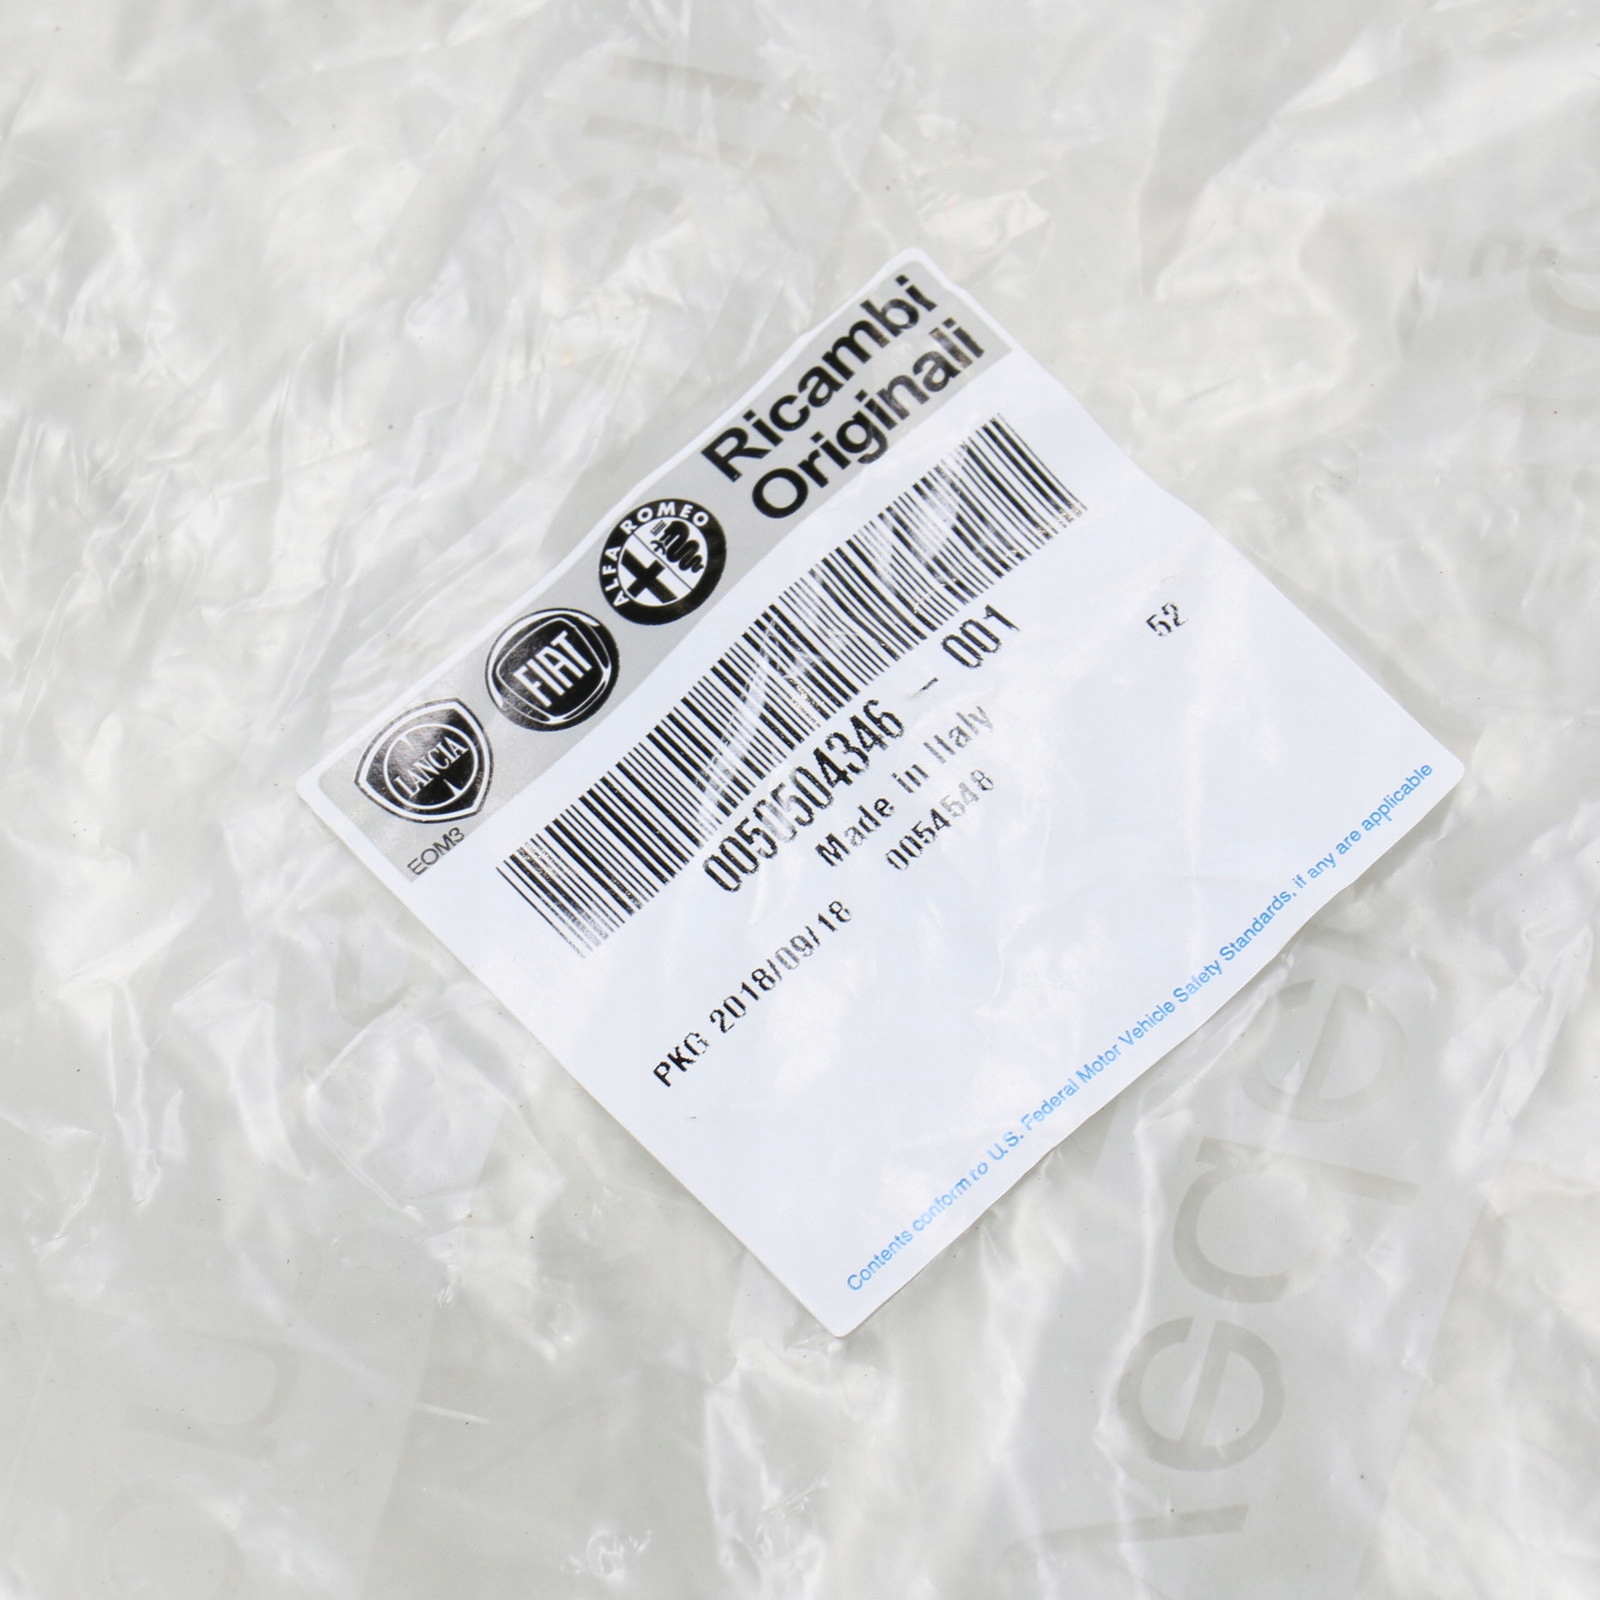 LANCIA
FIAT
ALFA ROMEO
Ricambi
Originali
EOM3
0050504346 - 001
Made in Italy
52
0054548
PKG 2018/09/18
Contents conform to U.S. Federal Motor Vehicle Safety Standards, if any are applicable